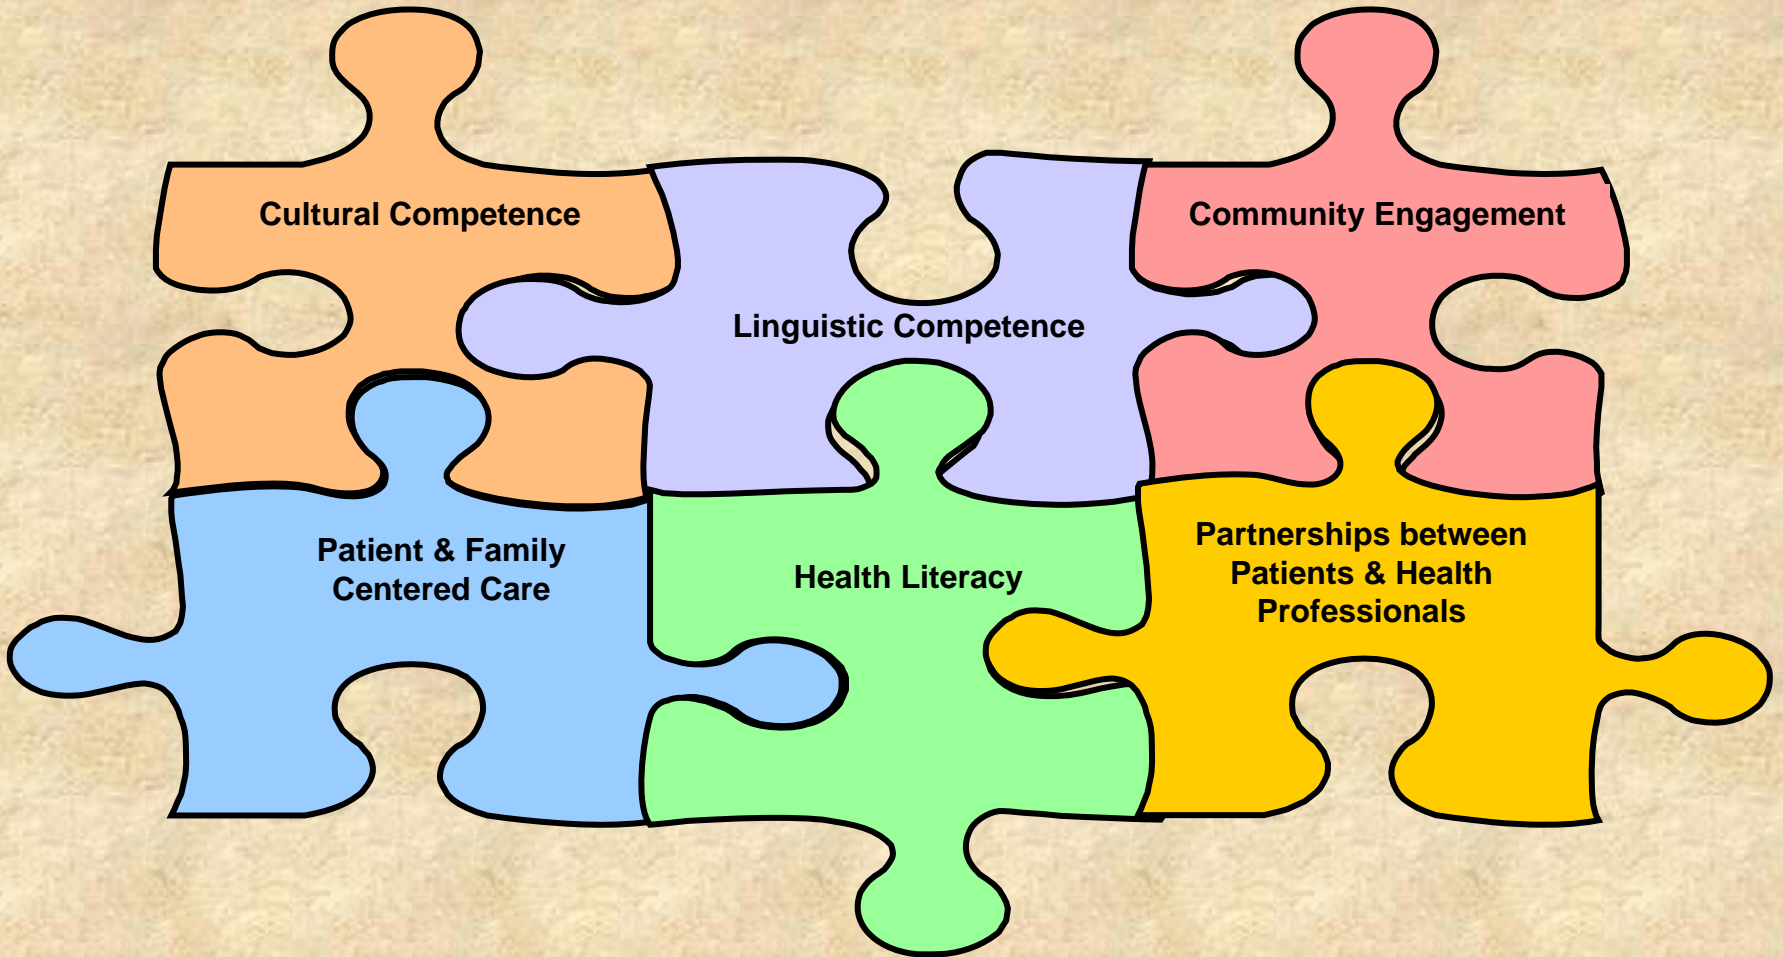 Cultural Competence
Community Engagement
Linguistic Competence
Patient & Family
Centered Care
Health Literacy
Partnerships between
Patients & Health
Professionals